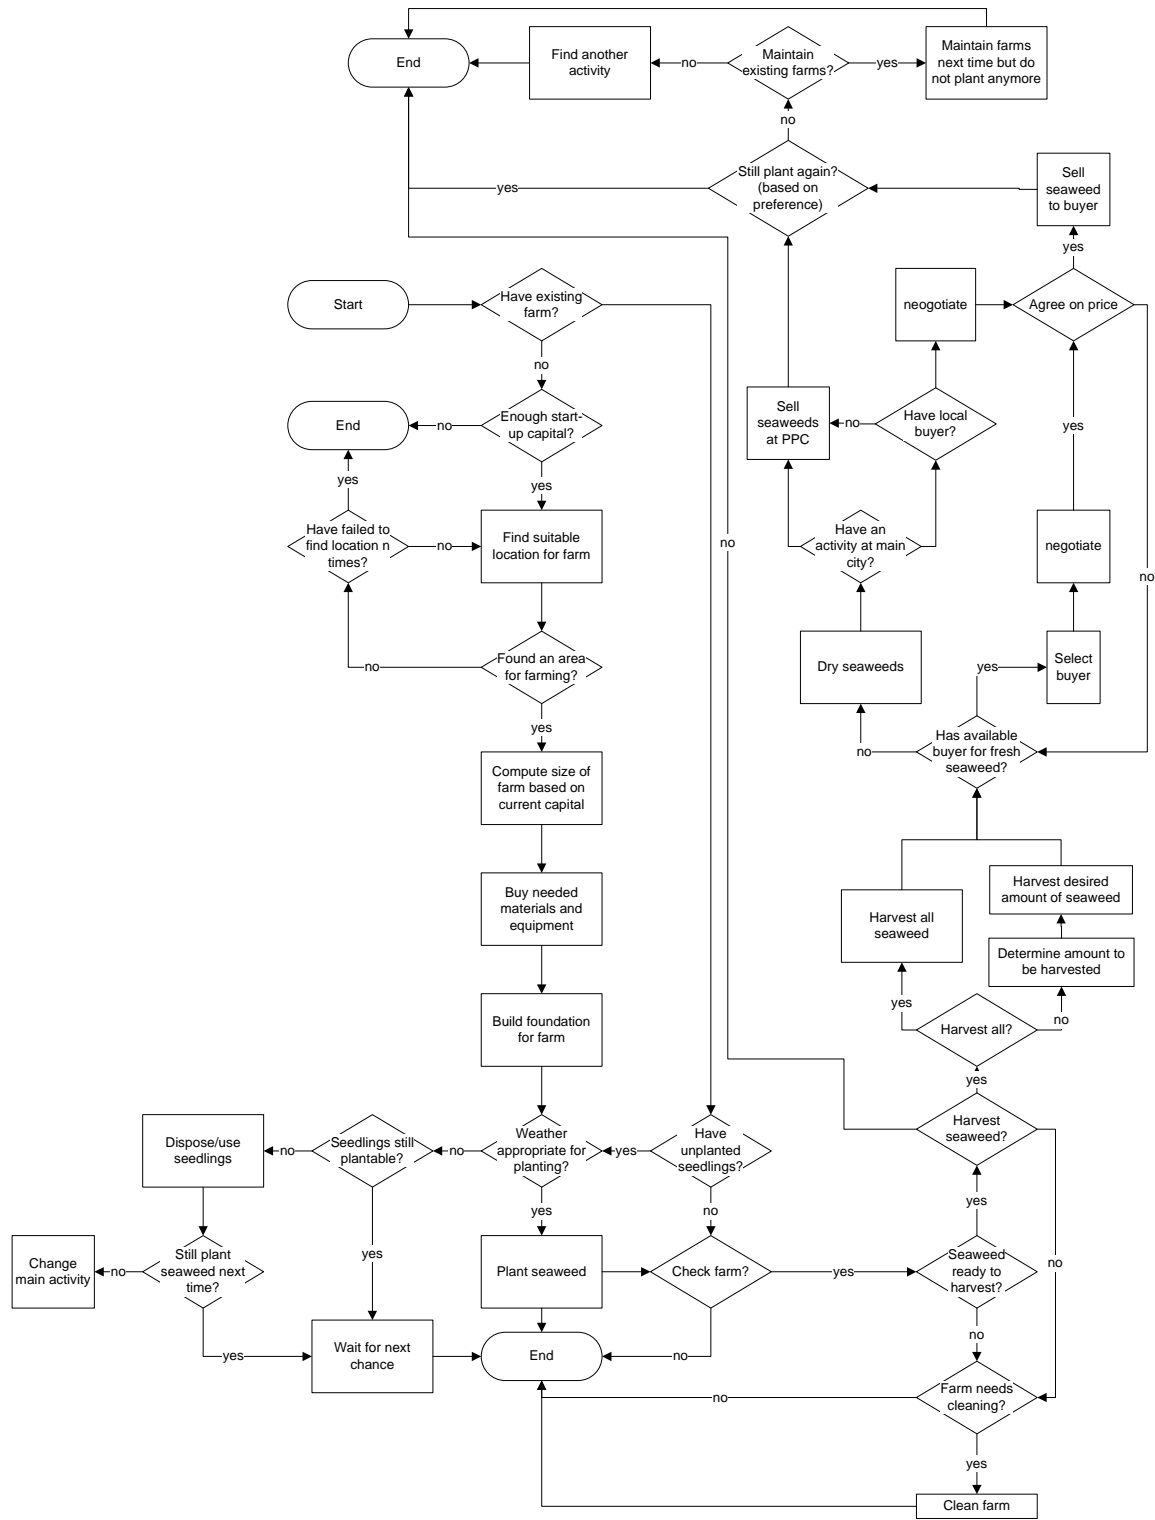 End
Find another
activity
no
Maintain
existing farms?
yes
Maintain farms
next time but do
not plant anymore
no
yes
Still plant again?
(based on
preference)
Sell
seaweed
to buyer
yes
Start
Have existing
farm?
neogotiate
Agree on price
no
End
no
Enough start-
up capital?
Sell
seaweeds
at PPC
no
Have local
buyer?
yes
yes
yes
Have failed to
find location n
times?
no
Find suitable
location for farm
no
Have an
activity at main
city?
negotiate
no
no
Found an area
for farming?
Dry seaweeds
yes
Select
buyer
yes
no
Has available
buyer for fresh
seaweed?
Compute size of
farm based on
current capital
Buy needed
materials and
equipment
Harvest all
seaweed
Harvest desired
amount of seaweed
Determine amount to
be harvested
Build foundation
for farm
yes
Harvest all?
no
yes
Dispose/use
seedlings
no
Seedlings still
plantable?
no
Weather
appropriate for
planting?
yes
Have
unplanted
seedlings?
Harvest
seaweed?
yes
no
yes
yes
no
Change
main activity
no
Still plant
seaweed next
time?
Plant seaweed
Check farm?
yes
Seaweed
ready to
harvest?
yes
Wait for next
chance
End
no
no
no
Farm needs
cleaning?
yes
Clean farm